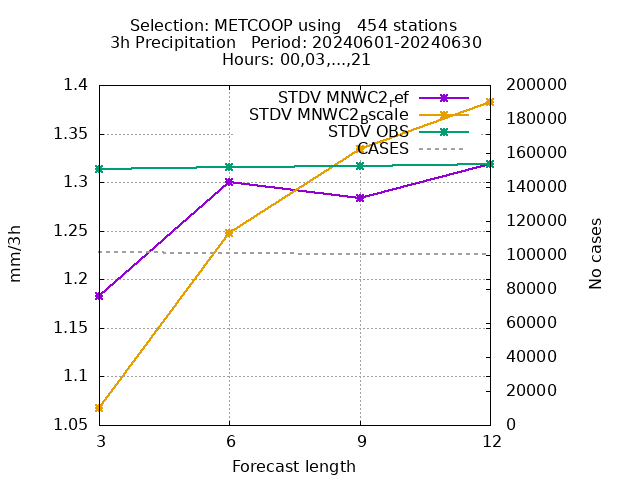 Selection: METCOOP using   454 stations
3h Precipitation   Period: 20240601-20240630
Hours: 00,03,...,21
STDV MNWC2ref
STDV MNWC2Bscale
STDV OBS
CASES
1.4
1.35
1.3
1.25
1.2
1.15
1.1
1.05
200000
180000
160000
140000
120000
100000
80000
60000
40000
20000
0
mm/3h
No cases
3 6 9 12
Forecast length